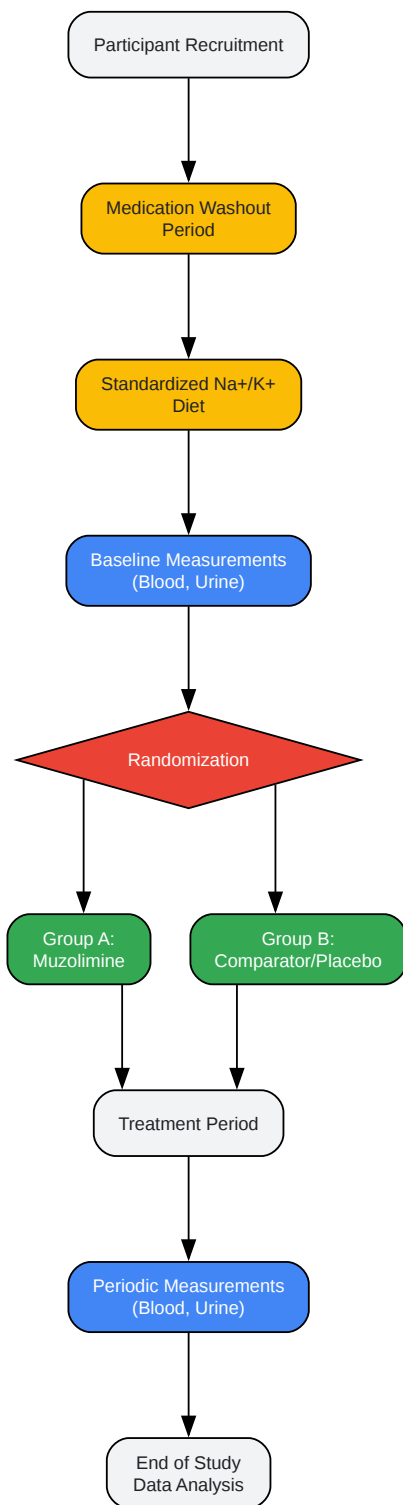 Participant Recruitment
Medication Washout
Period
Standardized Na+/K+
Diet
Baseline Measurements
(Blood, Urine)
Randomization
Group A:
Muzolimine
Group B:
Comparator/Placebo
Treatment Period
Periodic Measurements
(Blood, Urine)
End of Study
Data Analysis